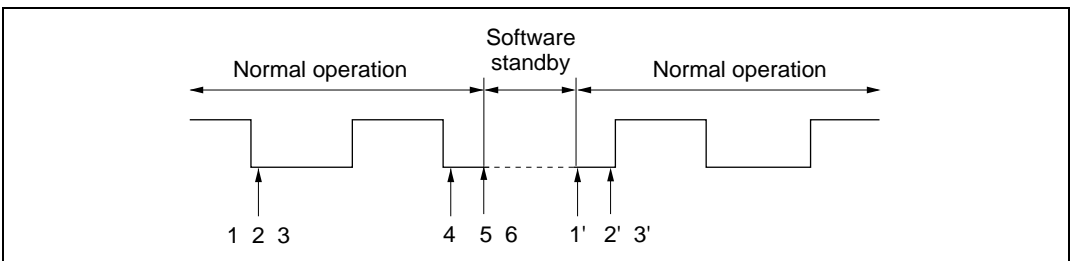 Software
standby
Normal operation
Normal operation
1 2 3 4 5 6 1' 2' 3'